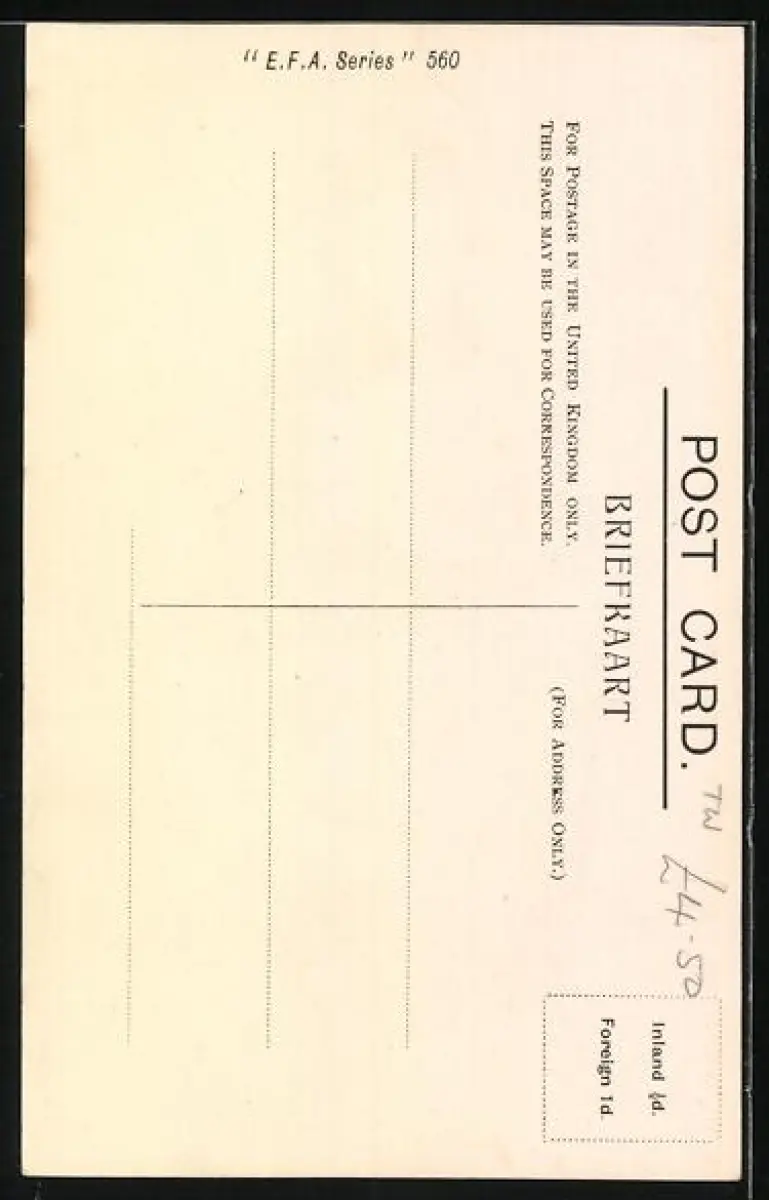 "E.F.A. Series" 560
POST CARD.
TW £4-50
BRIEFKAART
FOR POSTAGE IN THE UNITED KINGDOM ONLY.
THIS SPACE MAY BE USED FOR CORRESPONDENCE.
(FOR ADDRESS ONLY.)
Inland ½d.
Foreign 1d.